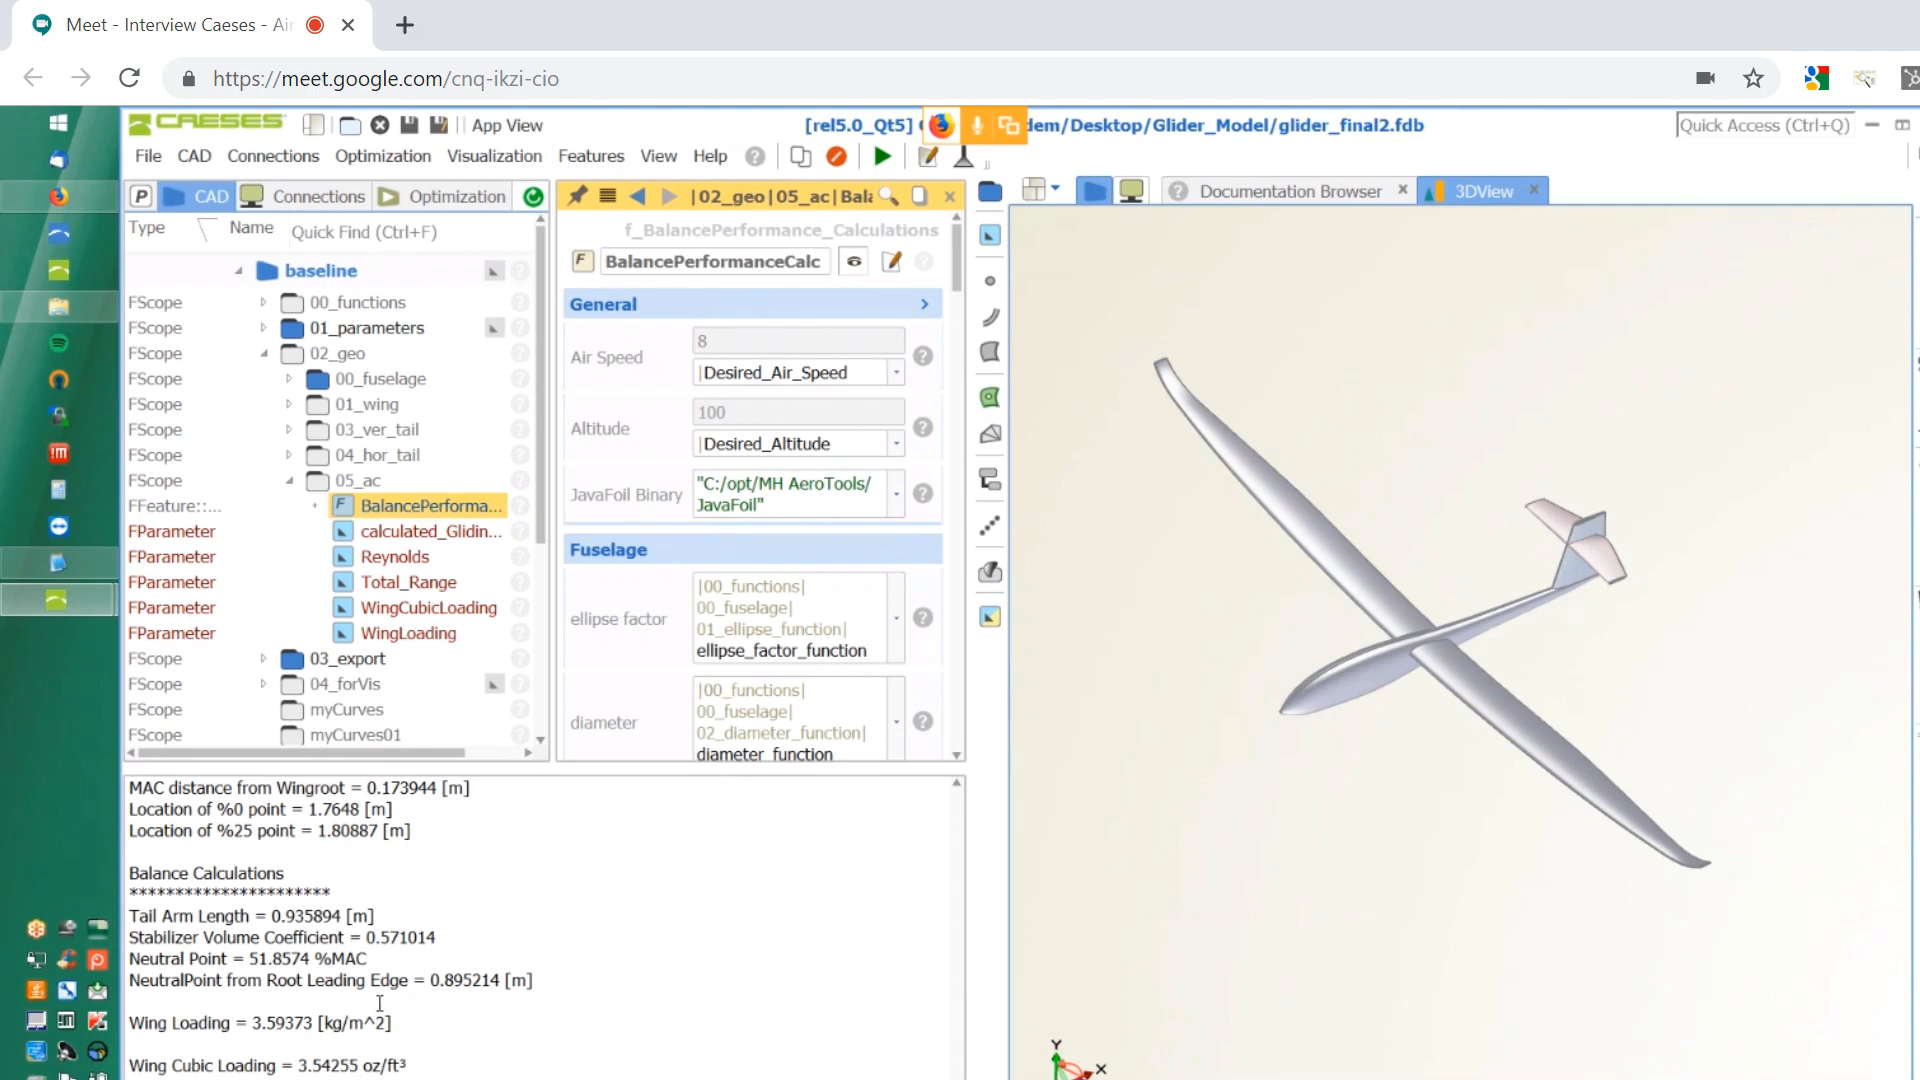 Meet - Interview Caeses - Air
https://meet.google.com/cnq-ikzi-cio
CAESES
App View
[rel5.0_Qt5]
dem/Desktop/Glider_Model/glider_final2.fdb
Quick Access (Ctrl+Q)
File CAD Connections Optimization Visualization Features View Help
P CAD Connections Optimization
|02_geo|05_ac|Bala
Documentation Browser
3DView
Type Name Quick Find (Ctrl+F)
baseline
FScope 00_functions
FScope 01_parameters
FScope 02_geo
FScope 00_fuselage
FScope 01_wing
FScope 03_ver_tail
FScope 04_hor_tail
FScope 05_ac
FFeature::... BalancePerforma...
FParameter calculated_Glidin...
FParameter Reynolds
FParameter Total_Range
FParameter WingCubicLoading
FParameter WingLoading
FScope 03_export
FScope 04_forVis
FScope myCurves
FScope myCurves01
f_BalancePerformance_Calculations
F BalancePerformanceCalc
General
Air Speed
8
|Desired_Air_Speed
Altitude
100
|Desired_Altitude
JavaFoil Binary
"C:/opt/MH AeroTools/
JavaFoil"
Fuselage
ellipse factor
|00_functions|
00_fuselage|
01_ellipse_function|
ellipse_factor_function
diameter
|00_functions|
00_fuselage|
02_diameter_function|
diameter function
MAC distance from Wingroot = 0.173944 [m]
Location of %0 point = 1.7648 [m]
Location of %25 point = 1.80887 [m]
Balance Calculations
**********************
Tail Arm Length = 0.935894 [m]
Stabilizer Volume Coefficient = 0.571014
Neutral Point = 51.8574 %MAC
NeutralPoint from Root Leading Edge = 0.895214 [m]
Wing Loading = 3.59373 [kg/m^2]
Wing Cubic Loading = 3.54255 oz/ft³
Y
X